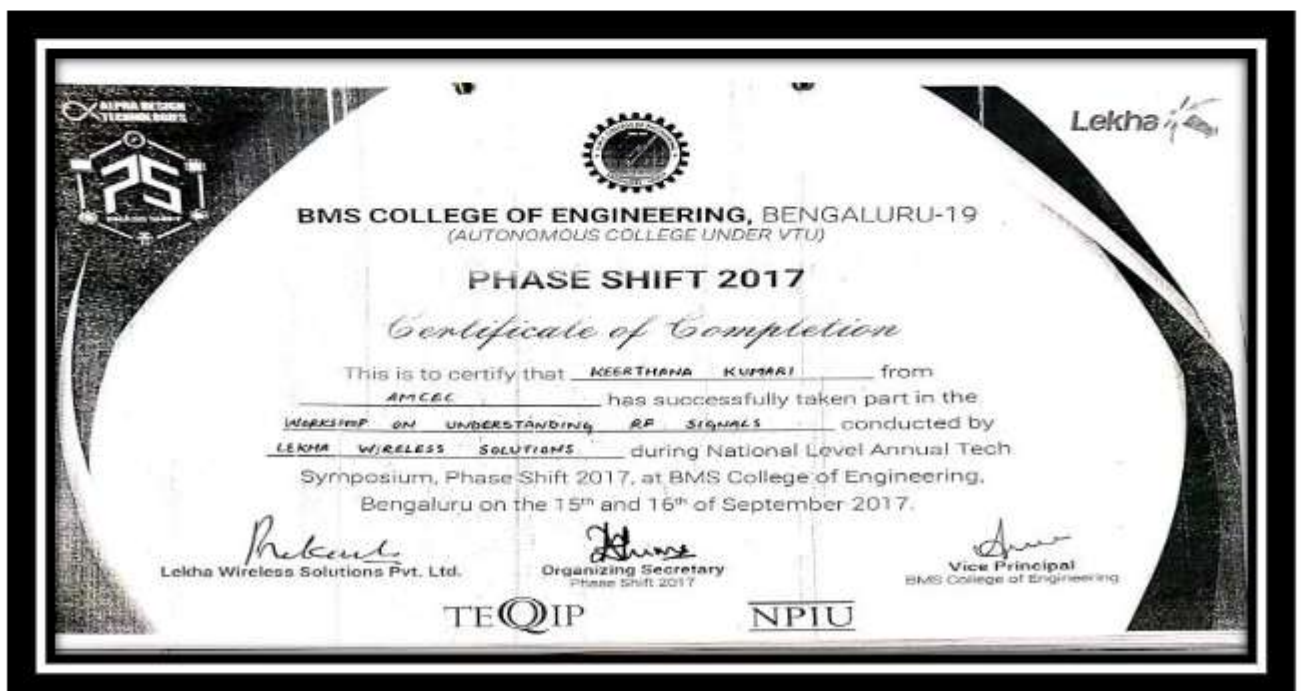 ALPHA DESIGN
TECHNOLOGIES
PS
Lekha
BMS COLLEGE OF ENGINEERING, BENGALURU-19
(AUTONOMOUS COLLEGE UNDER VTU)
PHASE SHIFT 2017
Certificate of Completion
This is to certify that KEERTHANA KUMARI from
AMCEC has successfully taken part in the
WORKSHOP ON UNDERSTANDING RF SIGNALS conducted by
LEKHA WIRELESS SOLUTIONS during National Level Annual Tech
Symposium, Phase Shift 2017, at BMS College of Engineering,
Bengaluru on the 15th and 16th of September 2017.
Lekha Wireless Solutions Pvt. Ltd.
Organizing Secretary
Phase Shift 2017
Vice Principal
BMS College of Engineering
TEQIP
NPIU